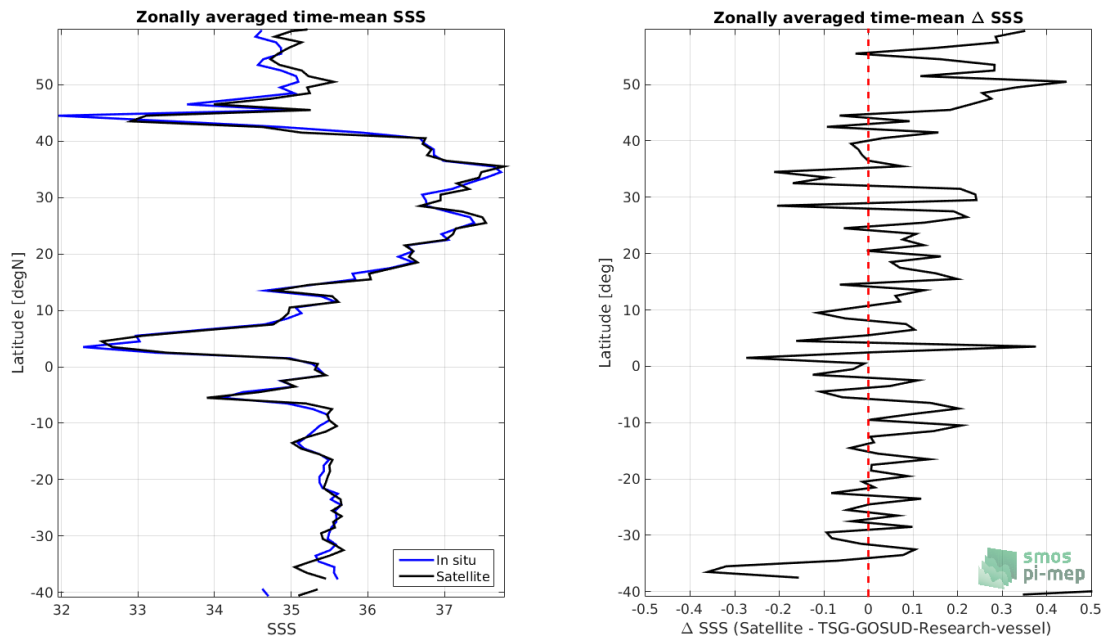 Zonally averaged time-mean SSS
50
40
30
20
10
0
-10
-20
-30
-40
Latitude [degN]
32 33 34 35 36 37
SSS
In situ
Satellite
Zonally averaged time-mean Δ SSS
50
40
30
20
10
0
-10
-20
-30
-40
Latitude [deg]
-0.5 -0.4 -0.3 -0.2 -0.1 0 0.1 0.2 0.3 0.4 0.5
Δ SSS (Satellite - TSG-GOSUD-Research-vessel)
smos
pi-mep